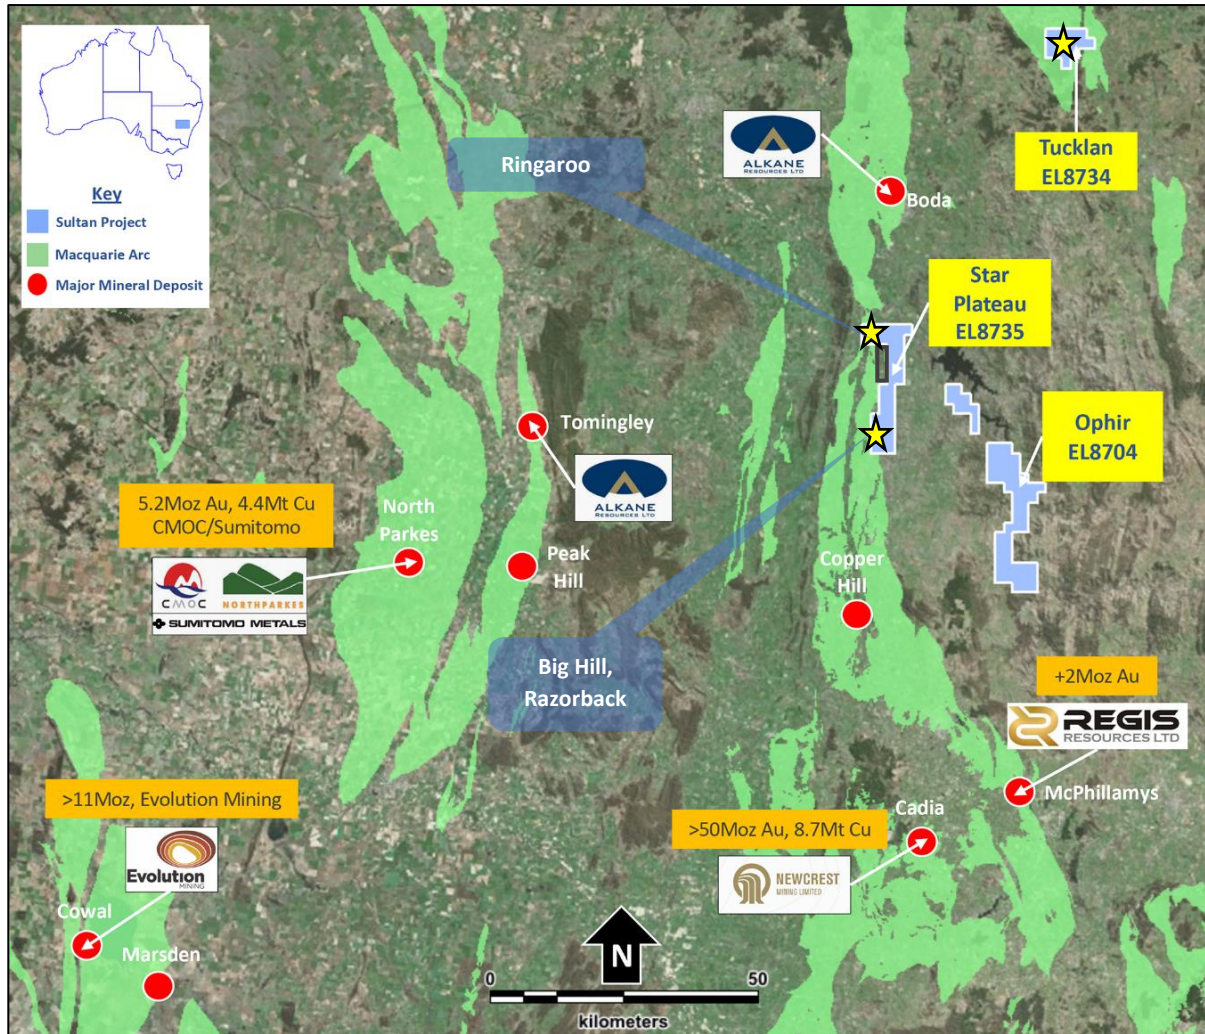 Key
Sultan Project
Macquarie Arc
Major Mineral Deposit
Ringaroo
ALKANE
RESOURCES LTD
Boda
Tucklan
EL8734
Star
Plateau
EL8735
Ophir
EL8704
Tomingley
ALKANE
RESOURCES LTD
5.2Moz Au, 4.4Mt Cu
CMOC/Sumitomo
North
Parkes
CMOC
NORTHPARKES
SUMITOMO METALS
Peak
Hill
Copper
Hill
Big Hill,
Razorback
+2Moz Au
REGIS
RESOURCES LTD
McPhillamys
>11Moz, Evolution Mining
Evolution
MINING
Cowal
Marsden
Cadia
>50Moz Au, 8.7Mt Cu
NEWCREST
MINING LIMITED
N
0 50
kilometers